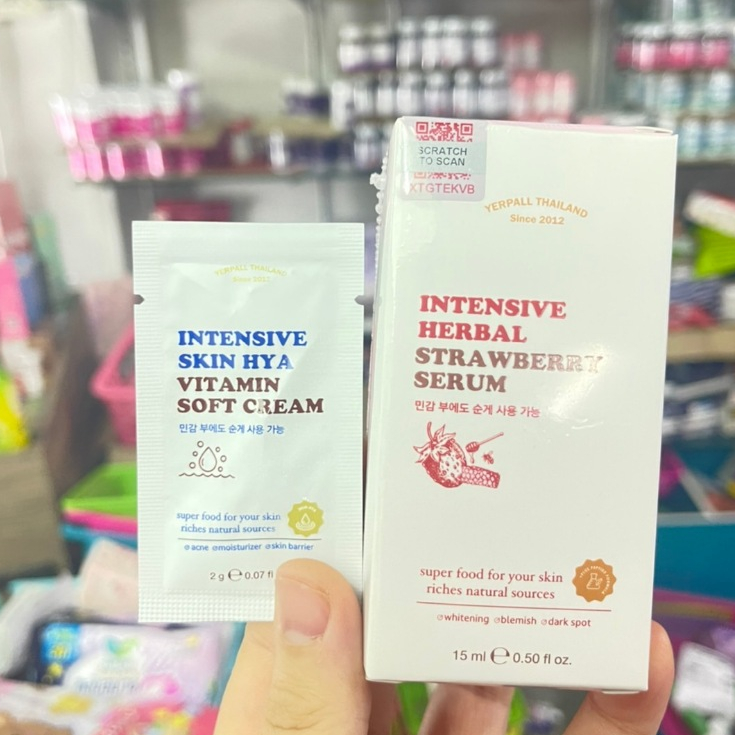 YERPALL THAILAND
Since 2012
INTENSIVE
SKIN HYA
VITAMIN
SOFT CREAM
민감 부에도 순게 사용 가능
super food for your skin
riches natural sources
acne moisturizer skin barrier
2 g ℮ 0.07 fl
SCRATCH
TO SCAN
XTGTEKVB
YERPALL THAILAND
Since 2012
INTENSIVE
HERBAL
STRAWBERRY
SERUM
민감 부에도 순게 사용 가능
super food for your skin
riches natural sources
whitening blemish dark spot
15 ml ℮ 0.50 fl oz.